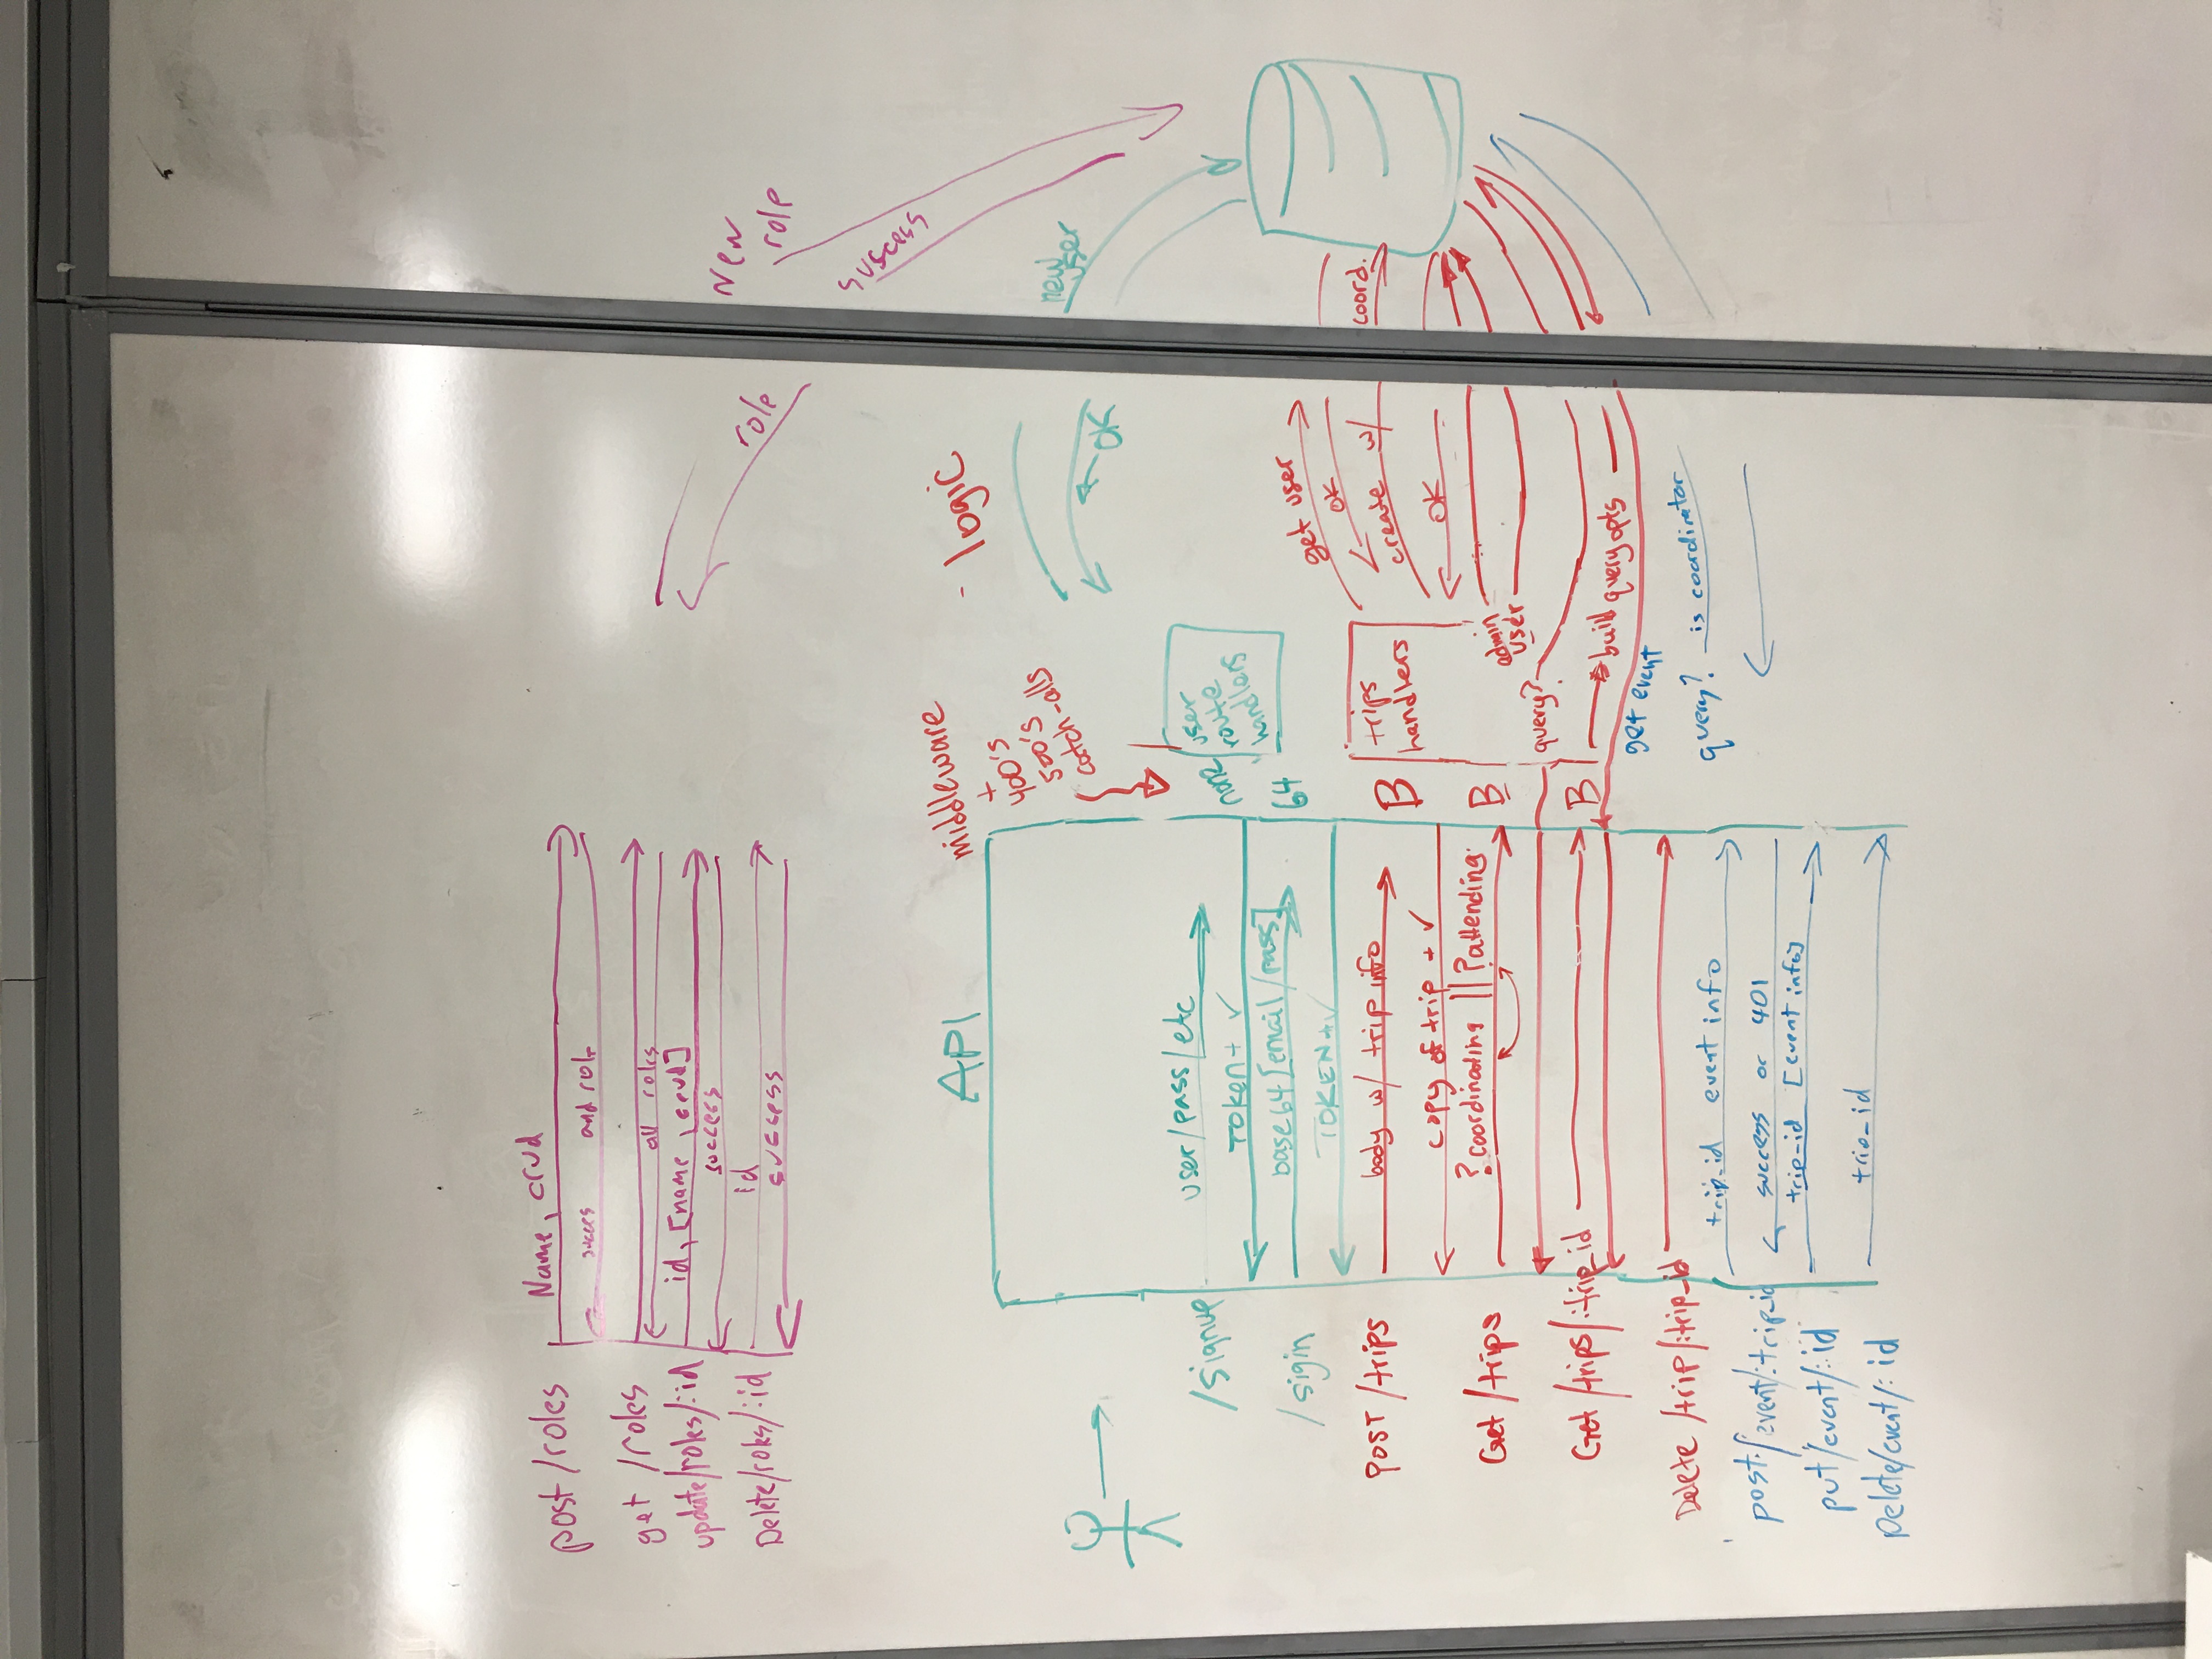 post/roles
Name, crud
succes and role
get /roles
all roles
update/roles/:id
id, [name, crud]
success
Delete/roles/:id
id
success
role
New
role
success
API
middleware
+
400's
500's
catch-alls
- logic
new
user
OK
/signup
user/pass/etc
TOKEN + ✓
none
user
route
handlers
/sigin
base64 [email/pass]
64
TOKEN + ✓
get user
OK
POST /trips
body w/ trip info
B
trips
handlers
create w/
coord.
copy of trip + ✓
OK
Get /trips
?coordinating || ?attending
B
admin
user
query?
Get /trips/:trip_id
B
build query opts
get event
Delete /trip/:trip_id
query? is coordinator
trip_id event info
post/event/:trip_id
success or 401
trip_id [event info]
put/event/:id
trip_id
Delete/event/:id